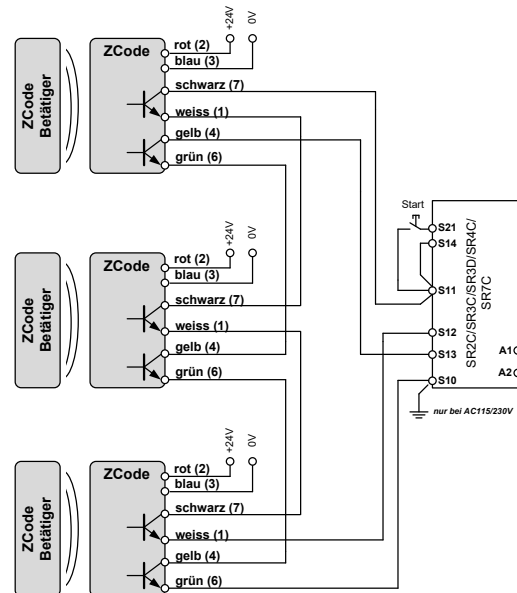 +24V
0V
ZCode
Betätiger
ZCode
rot (2)
blau (3)
schwarz (7)
weiss (1)
gelb (4)
grün (6)
+24V
0V
ZCode
Betätiger
ZCode
rot (2)
blau (3)
schwarz (7)
weiss (1)
gelb (4)
grün (6)
+24V
0V
ZCode
Betätiger
ZCode
rot (2)
blau (3)
schwarz (7)
weiss (1)
gelb (4)
grün (6)
Start
S21
S14
S11
S12
S13
S10
SR2C/SR3C/SR3D/SR4C/
SR7C
A1
A2
nur bei AC115/230V